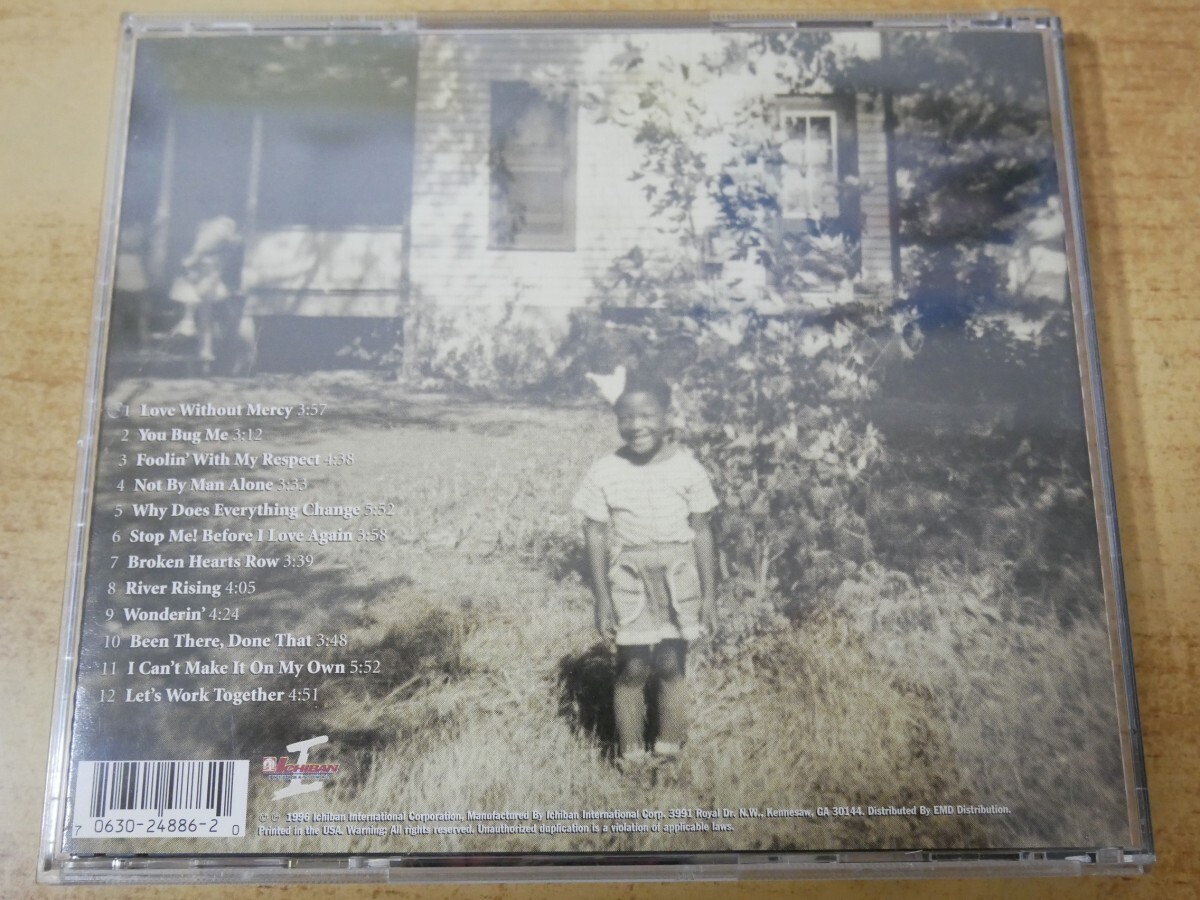 1 Love Without Mercy 3:57
2 You Bug Me 3:12
3 Foolin' With My Respect 4:38
4 Not By Man Alone 3:33
5 Why Does Everything Change 5:52
6 Stop Me! Before I Love Again 3:58
7 Broken Hearts Row 3:39
8 River Rising 4:05
9 Wonderin' 4:24
10 Been There, Done That 3:48
11 I Can't Make It On My Own 5:52
12 Let's Work Together 4:51
ICHIBAN
7 0630-24886-2 0
℗ © 1996 Ichiban International Corporation. Manufactured By Ichiban International Corp. 3991 Royal Dr. N.W., Kennesaw, GA 30144. Distributed By EMD Distribution.
Printed in the USA. Warning: All rights reserved. Unauthorized duplication is a violation of applicable laws.